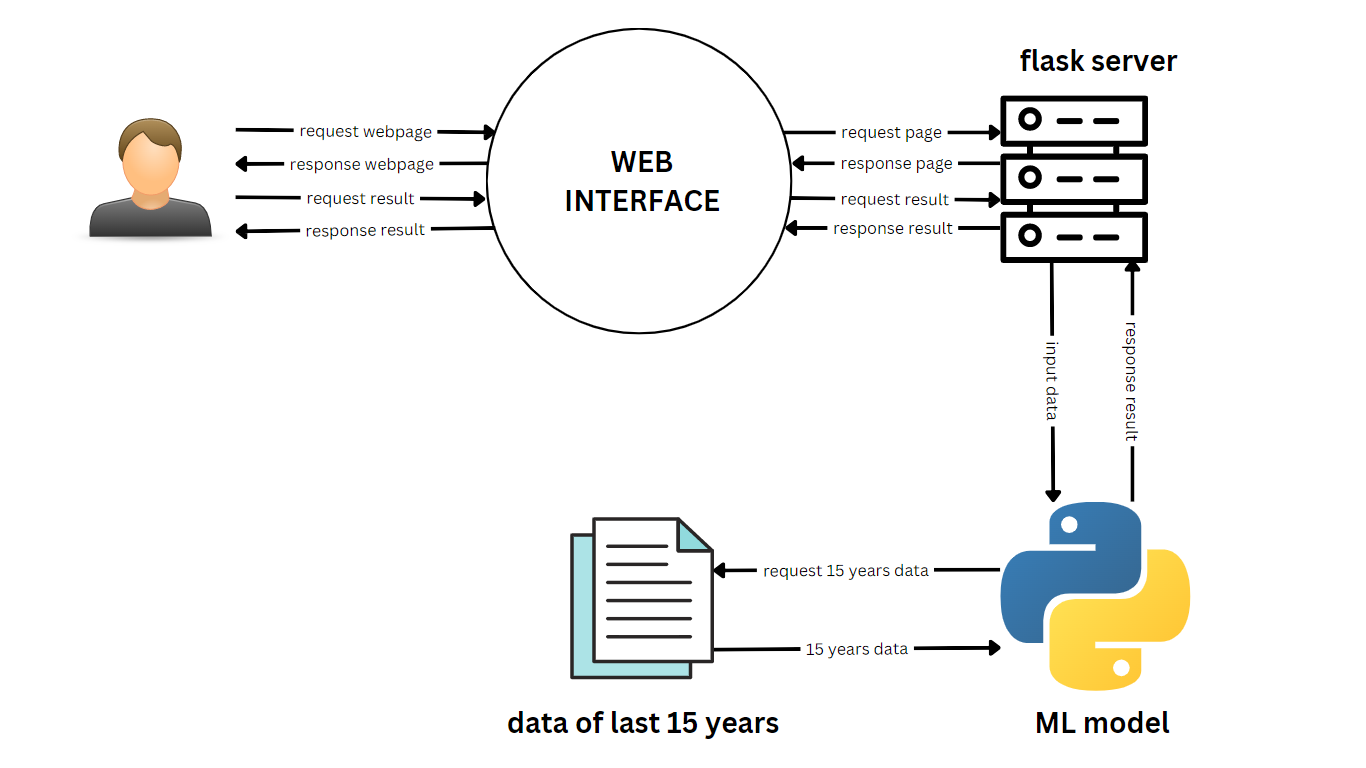 flask server
request webpage
response webpage
request result
response result
WEB
INTERFACE
request page
response page
request result
response result
input data
response result
request 15 years data
15 years data
data of last 15 years
ML model